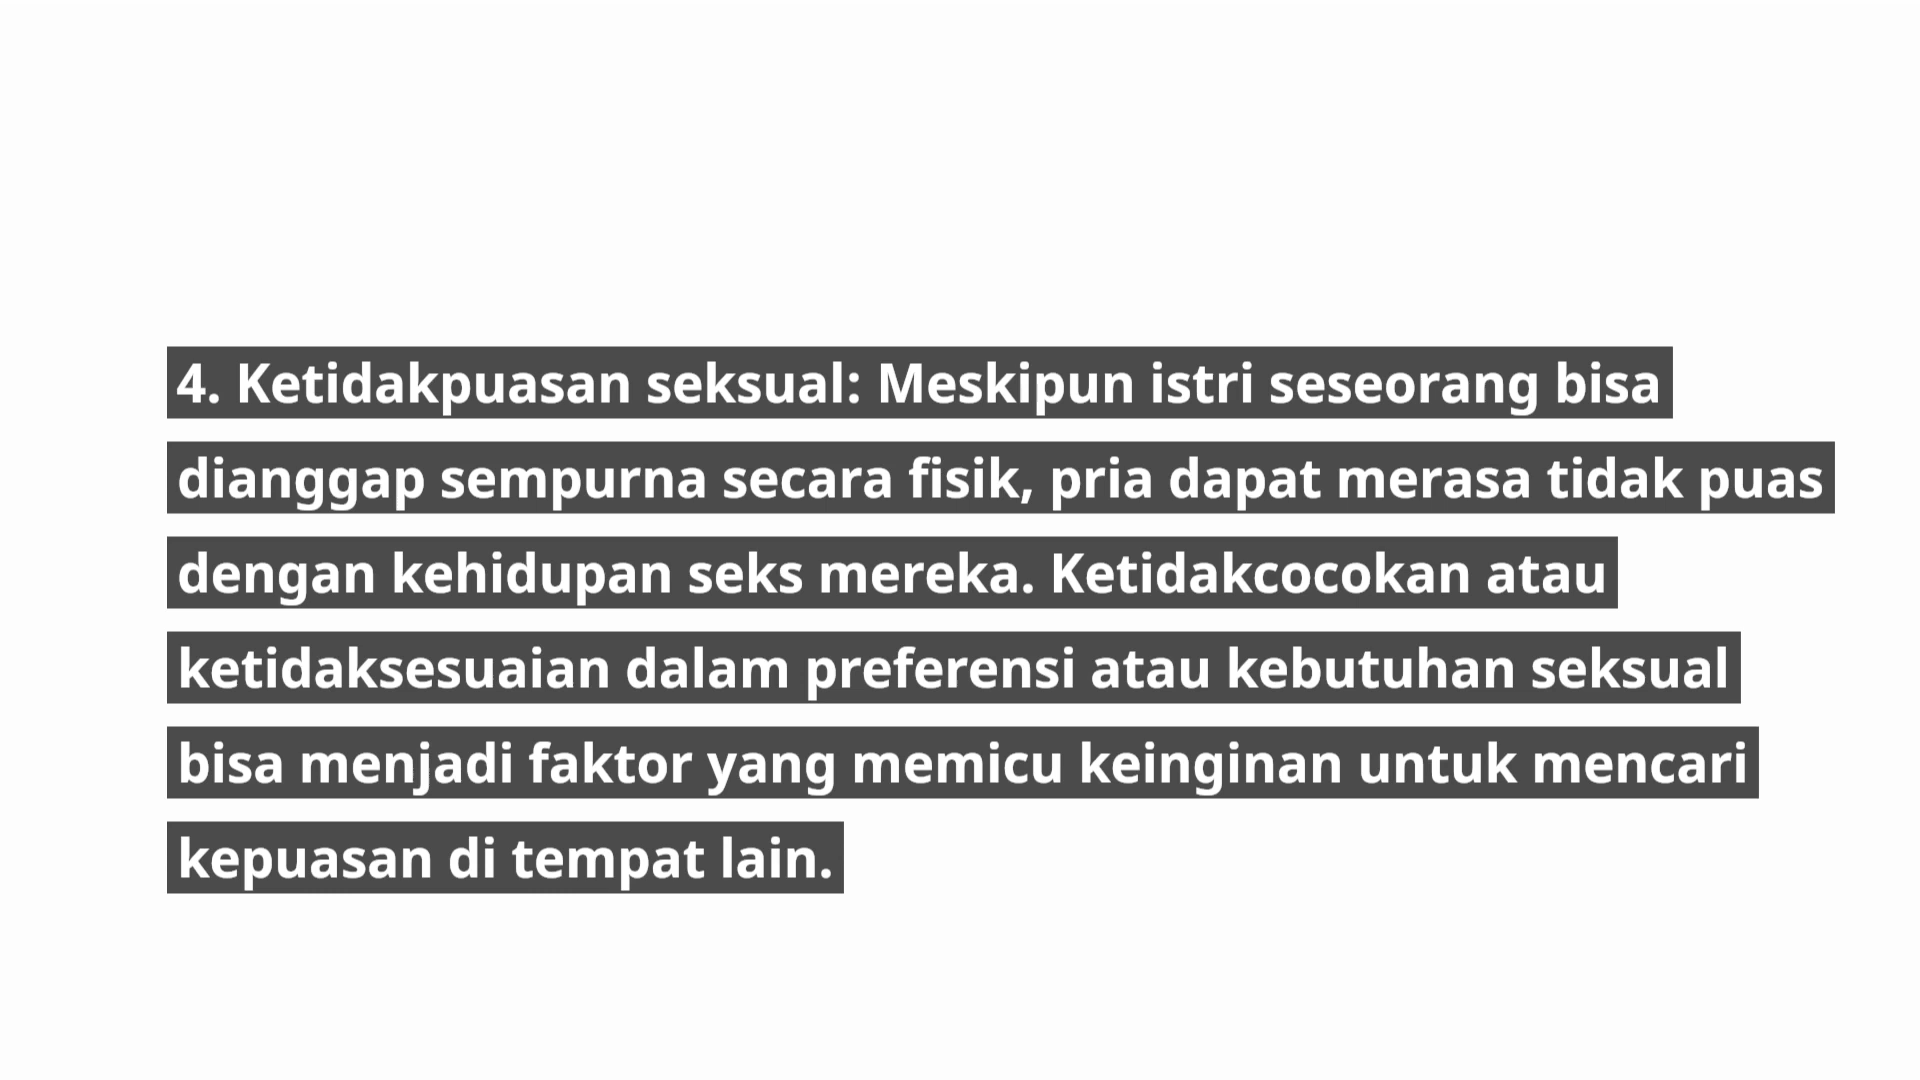 4. Ketidakpuasan seksual: Meskipun istri seseorang bisa
dianggap sempurna secara fisik, pria dapat merasa tidak puas
dengan kehidupan seks mereka. Ketidakcocokan atau
ketidaksesuaian dalam preferensi atau kebutuhan seksual
bisa menjadi faktor yang memicu keinginan untuk mencari
kepuasan di tempat lain.